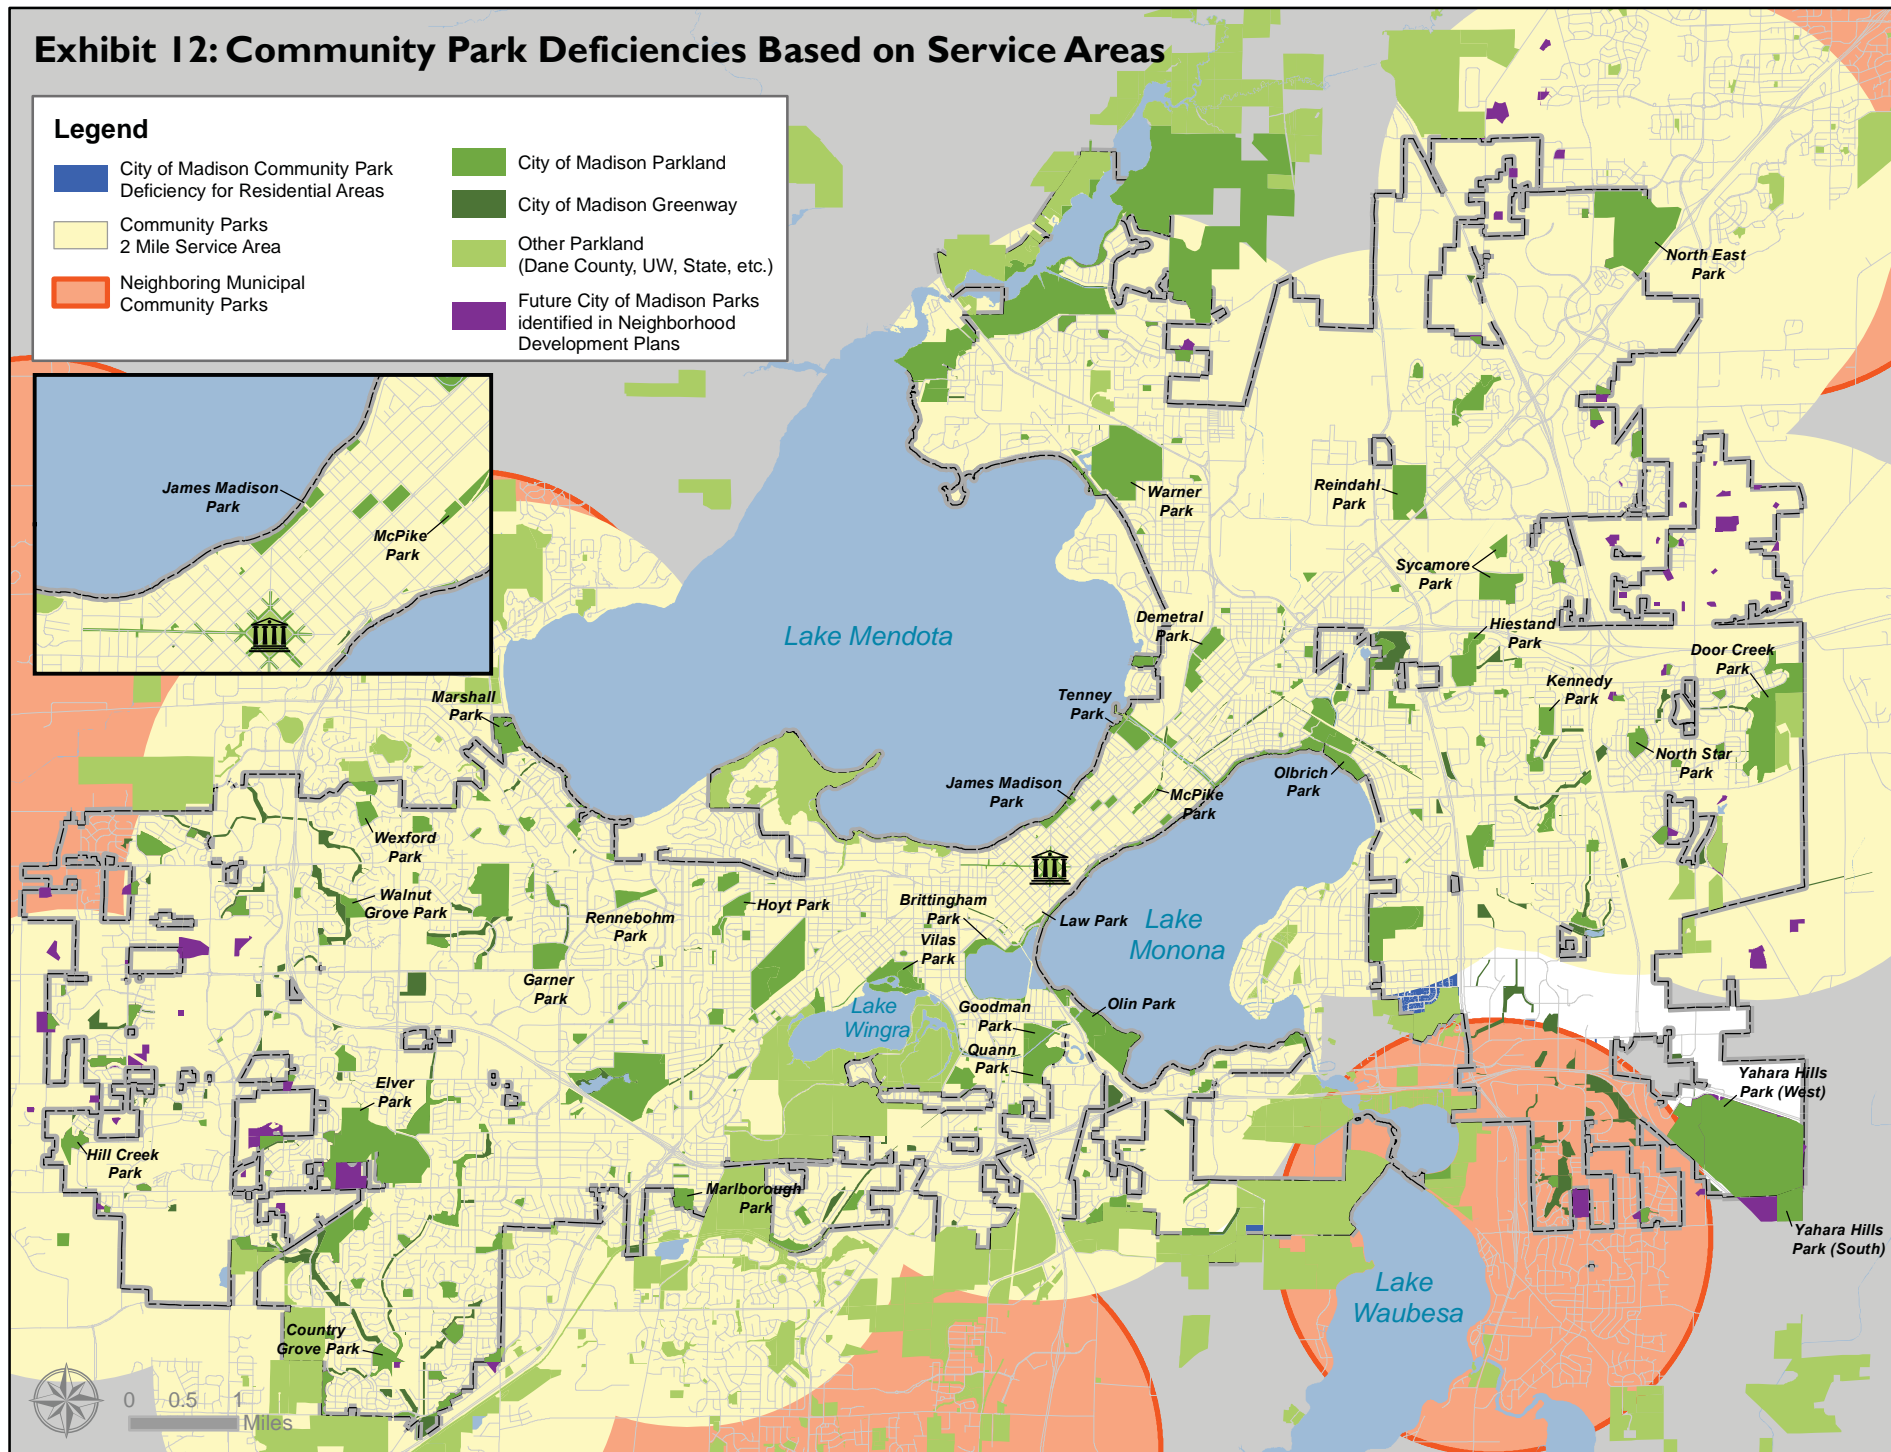 Exhibit 12: Community Park Deficiencies Based on Service Areas
Legend
City of Madison Community Park
Deficiency for Residential Areas
Community Parks
2 Mile Service Area
Neighboring Municipal
Community Parks
City of Madison Parkland
City of Madison Greenway
Other Parkland
(Dane County, UW, State, etc.)
Future City of Madison Parks
identified in Neighborhood
Development Plans
James Madison
Park
McPike
Park
North East
Park
Warner
Park
Reindahl
Park
Sycamore
Park
Demetral
Park
Hiestand
Park
Door Creek
Park
Kennedy
Park
Lake Mendota
Marshall
Park
Tenney
Park
North Star
Park
James Madison
Park
McPike
Park
Olbrich
Park
Wexford
Park
Walnut
Grove Park
Rennebohm
Park
Hoyt Park
Brittingham
Park
Law Park
Lake
Monona
Vilas
Park
Garner
Park
Lake
Wingra
Goodman
Park
Olin Park
Quann
Park
Elver
Park
Yahara Hills
Park (West)
Hill Creek
Park
Marlborough
Park
Yahara Hills
Park (South)
Lake
Waubesa
Country
Grove Park
0 0.5 1
Miles